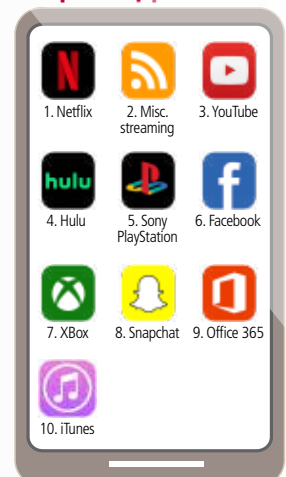 N
1. Netflix
2. Misc.
streaming
3. YouTube
hulu
4. Hulu
5. Sony
PlayStation
f
6. Facebook
7. XBox
8. Snapchat
9. Office 365
10. iTunes